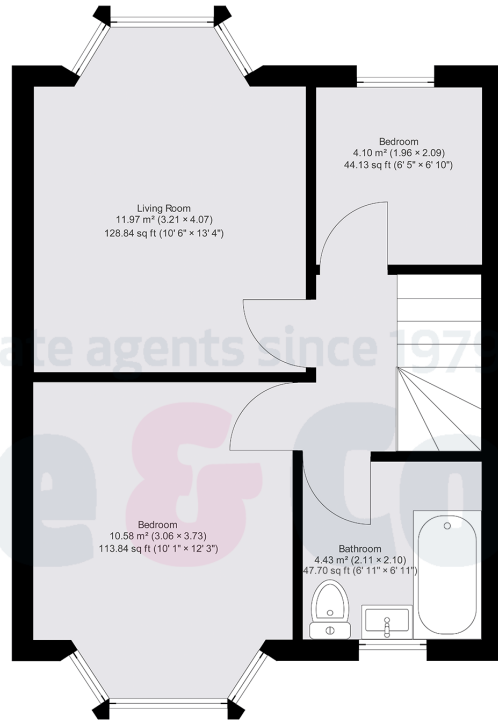 Bedroom
4.10 m² (1.96 × 2.09)
44.13 sq ft (6' 5" × 6' 10")
Living Room
11.97 m² (3.21 × 4.07)
128.84 sq ft (10' 6" × 13' 4")
ate agents since 1979
e & Co
Bedroom
10.58 m² (3.06 × 3.73)
113.84 sq ft (10' 1" × 12' 3")
Bathroom
4.43 m² (2.11 × 2.10)
47.70 sq ft (6' 11" × 6' 11")